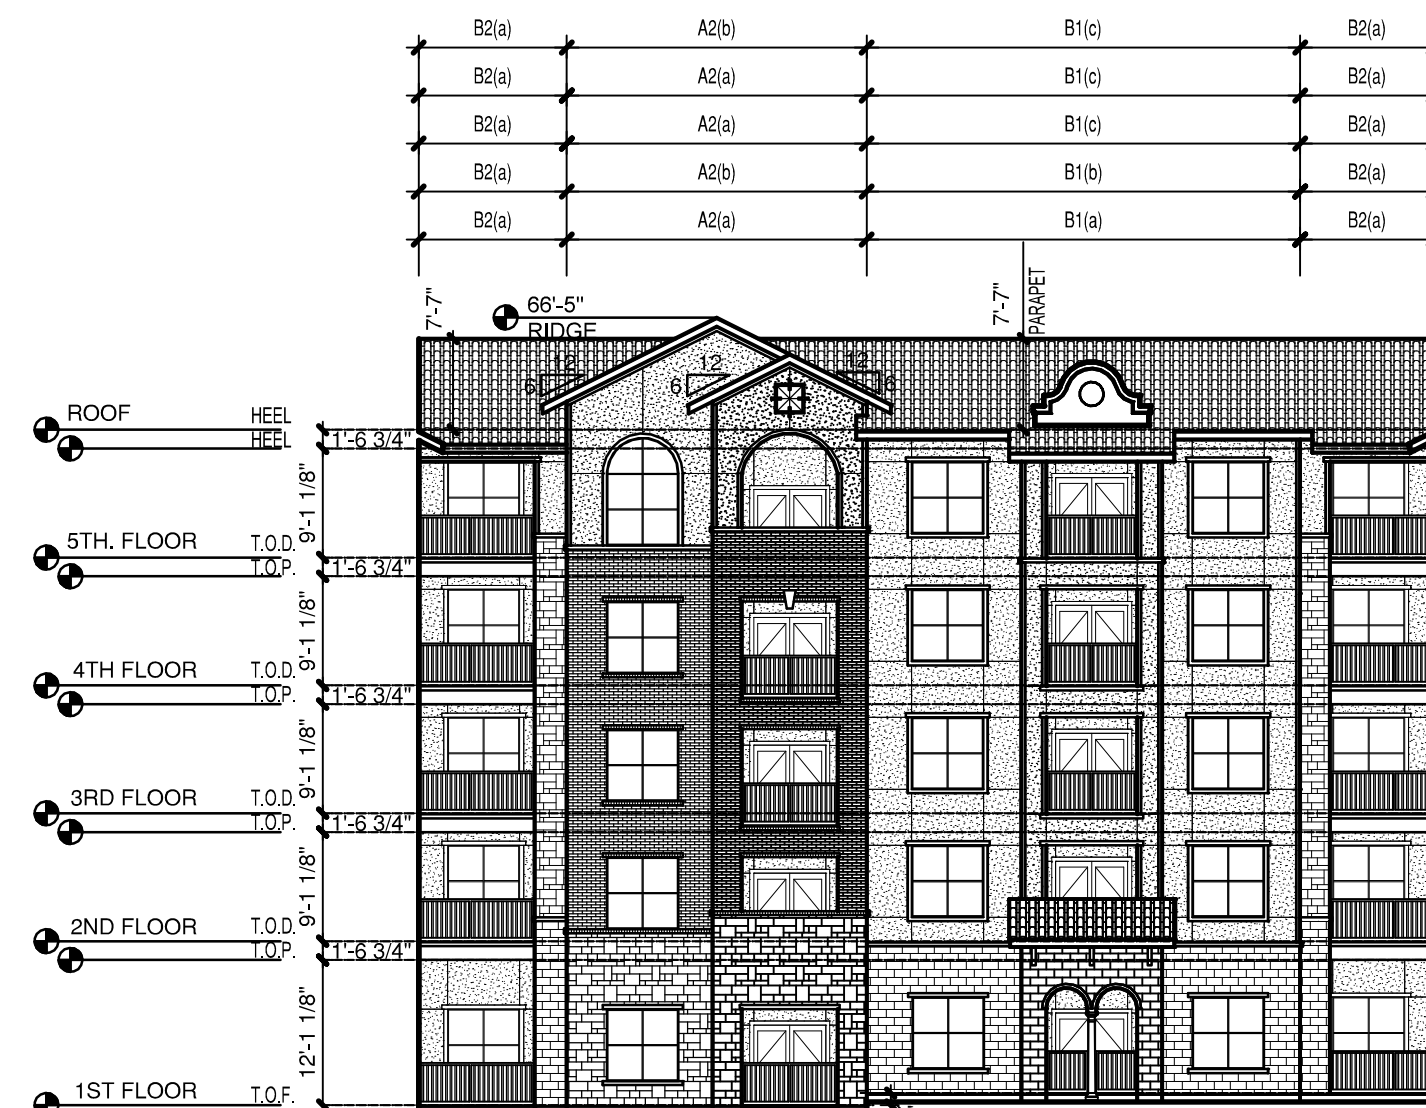 B2(a) A2(b) B1(c) B2(a)
B2(a) A2(a) B1(c) B2(a)
B2(a) A2(a) B1(c) B2(a)
B2(a) A2(b) B1(b) B2(a)
B2(a) A2(a) B1(a) B2(a)
7'-7"
66'-5"
RIDGE
7'-7"
PARAPET
12 12 12
6 6 6
ROOF HEEL
HEEL 1'-6 3/4"
9'-1 1/8"
5TH. FLOOR T.O.D.
T.O.P. 1'-6 3/4"
9'-1 1/8"
4TH FLOOR T.O.D.
T.O.P. 1'-6 3/4"
9'-1 1/8"
3RD FLOOR T.O.D.
T.O.P. 1'-6 3/4"
9'-1 1/8"
2ND FLOOR T.O.D.
T.O.P. 1'-6 3/4"
12'-1 1/8"
1ST FLOOR T.O.F.